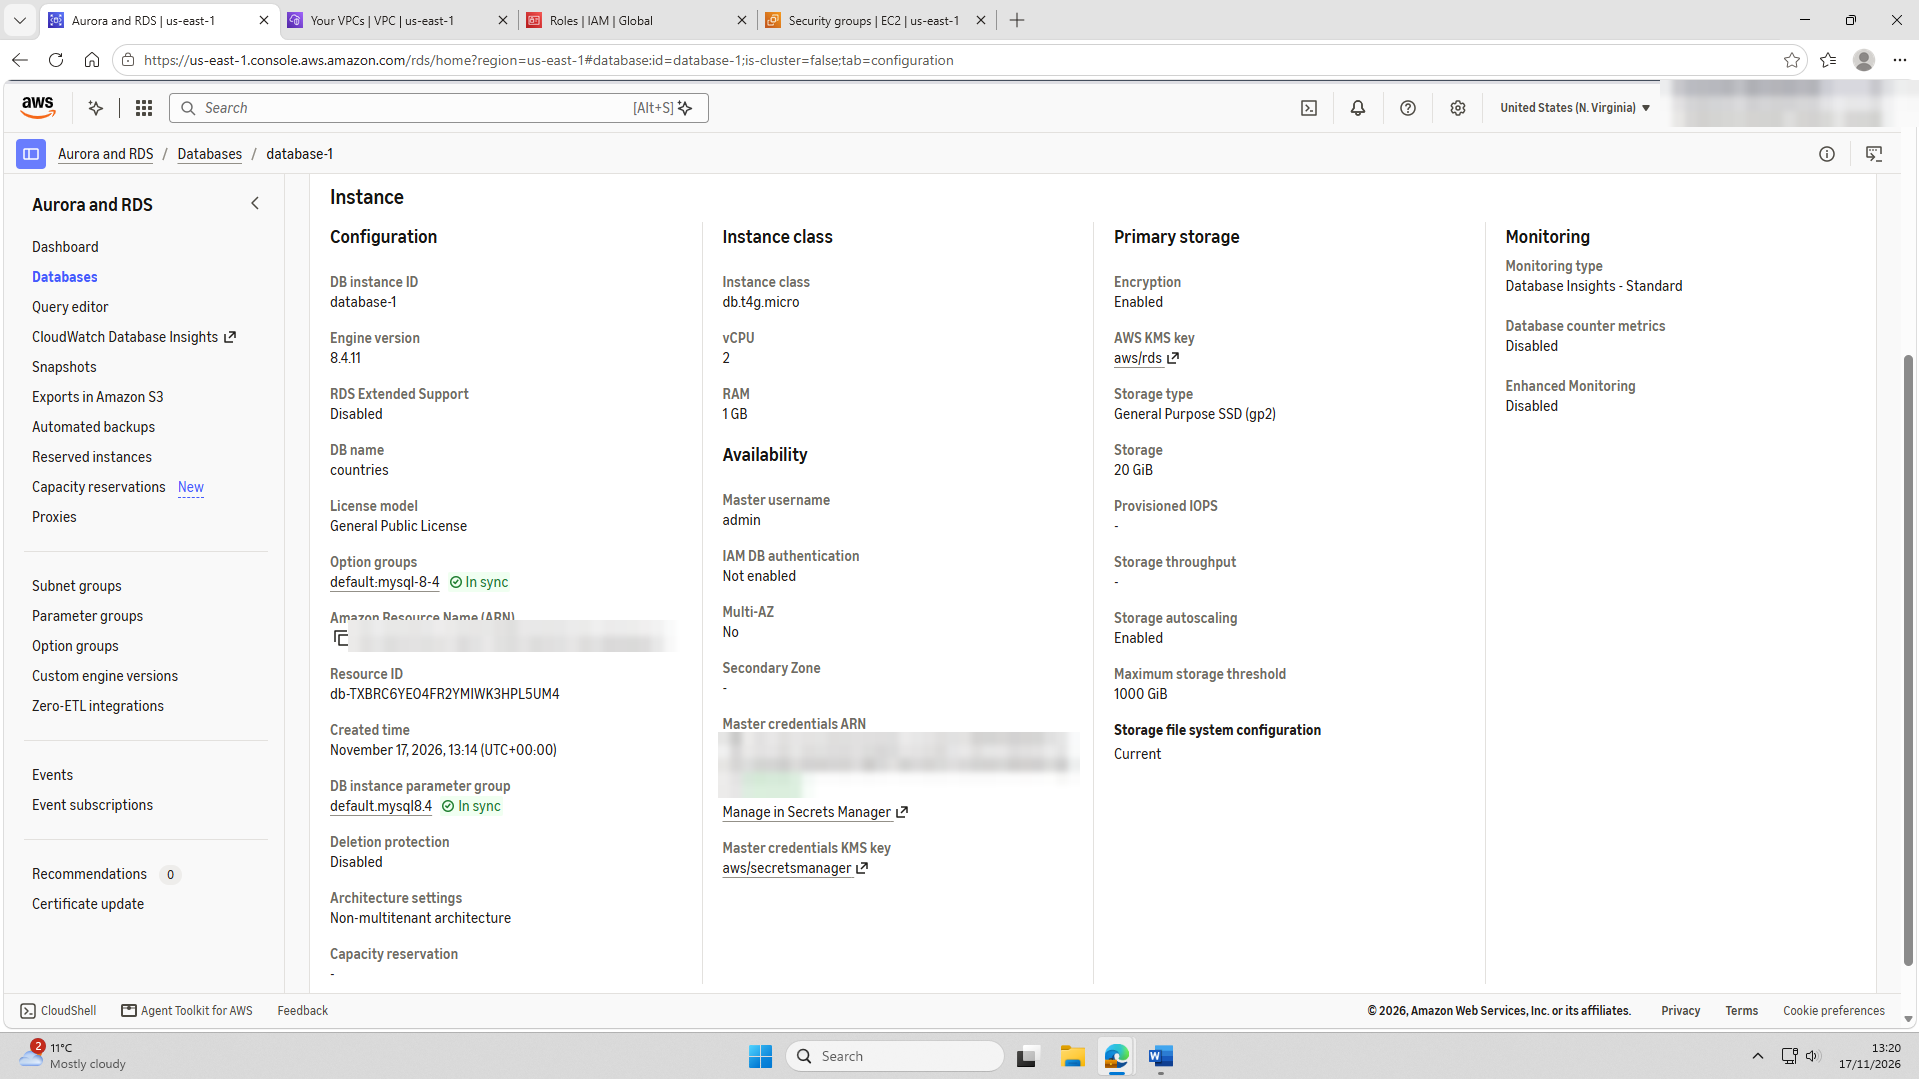 Aurora and RDS | us-east-1
Your VPCs | VPC | us-east-1
Roles | IAM | Global
Security groups | EC2 | us-east-1
https://us-east-1.console.aws.amazon.com/rds/home?region=us-east-1#database:id=database-1;is-cluster=false;tab=configuration
aws
Search [Alt+S]
United States (N. Virginia)
Aurora and RDS / Databases / database-1
Aurora and RDS
Dashboard
Databases
Query editor
CloudWatch Database Insights
Snapshots
Exports in Amazon S3
Automated backups
Reserved instances
Capacity reservations New
Proxies
Subnet groups
Parameter groups
Option groups
Custom engine versions
Zero-ETL integrations
Events
Event subscriptions
Recommendations 0
Certificate update
Instance
Configuration
DB instance ID
database-1
Engine version
8.4.11
RDS Extended Support
Disabled
DB name
countries
License model
General Public License
Option groups
default:mysql-8-4 In sync
Amazon Resource Name (ARN)
Resource ID
db-TXBRC6YEO4FR2YMIWK3HPL5UM4
Created time
November 17, 2026, 13:14 (UTC+00:00)
DB instance parameter group
default.mysql8.4 In sync
Deletion protection
Disabled
Architecture settings
Non-multitenant architecture
Capacity reservation
-
Instance class
Instance class
db.t4g.micro
vCPU
2
RAM
1 GB
Availability
Master username
admin
IAM DB authentication
Not enabled
Multi-AZ
No
Secondary Zone
-
Master credentials ARN
Manage in Secrets Manager
Master credentials KMS key
aws/secretsmanager
Primary storage
Encryption
Enabled
AWS KMS key
aws/rds
Storage type
General Purpose SSD (gp2)
Storage
20 GiB
Provisioned IOPS
-
Storage throughput
-
Storage autoscaling
Enabled
Maximum storage threshold
1000 GiB
Storage file system configuration
Current
Monitoring
Monitoring type
Database Insights - Standard
Database counter metrics
Disabled
Enhanced Monitoring
Disabled
CloudShell Agent Toolkit for AWS Feedback
© 2026, Amazon Web Services, Inc. or its affiliates. Privacy Terms Cookie preferences
2
11°C
Mostly cloudy
Search
13:20
17/11/2026